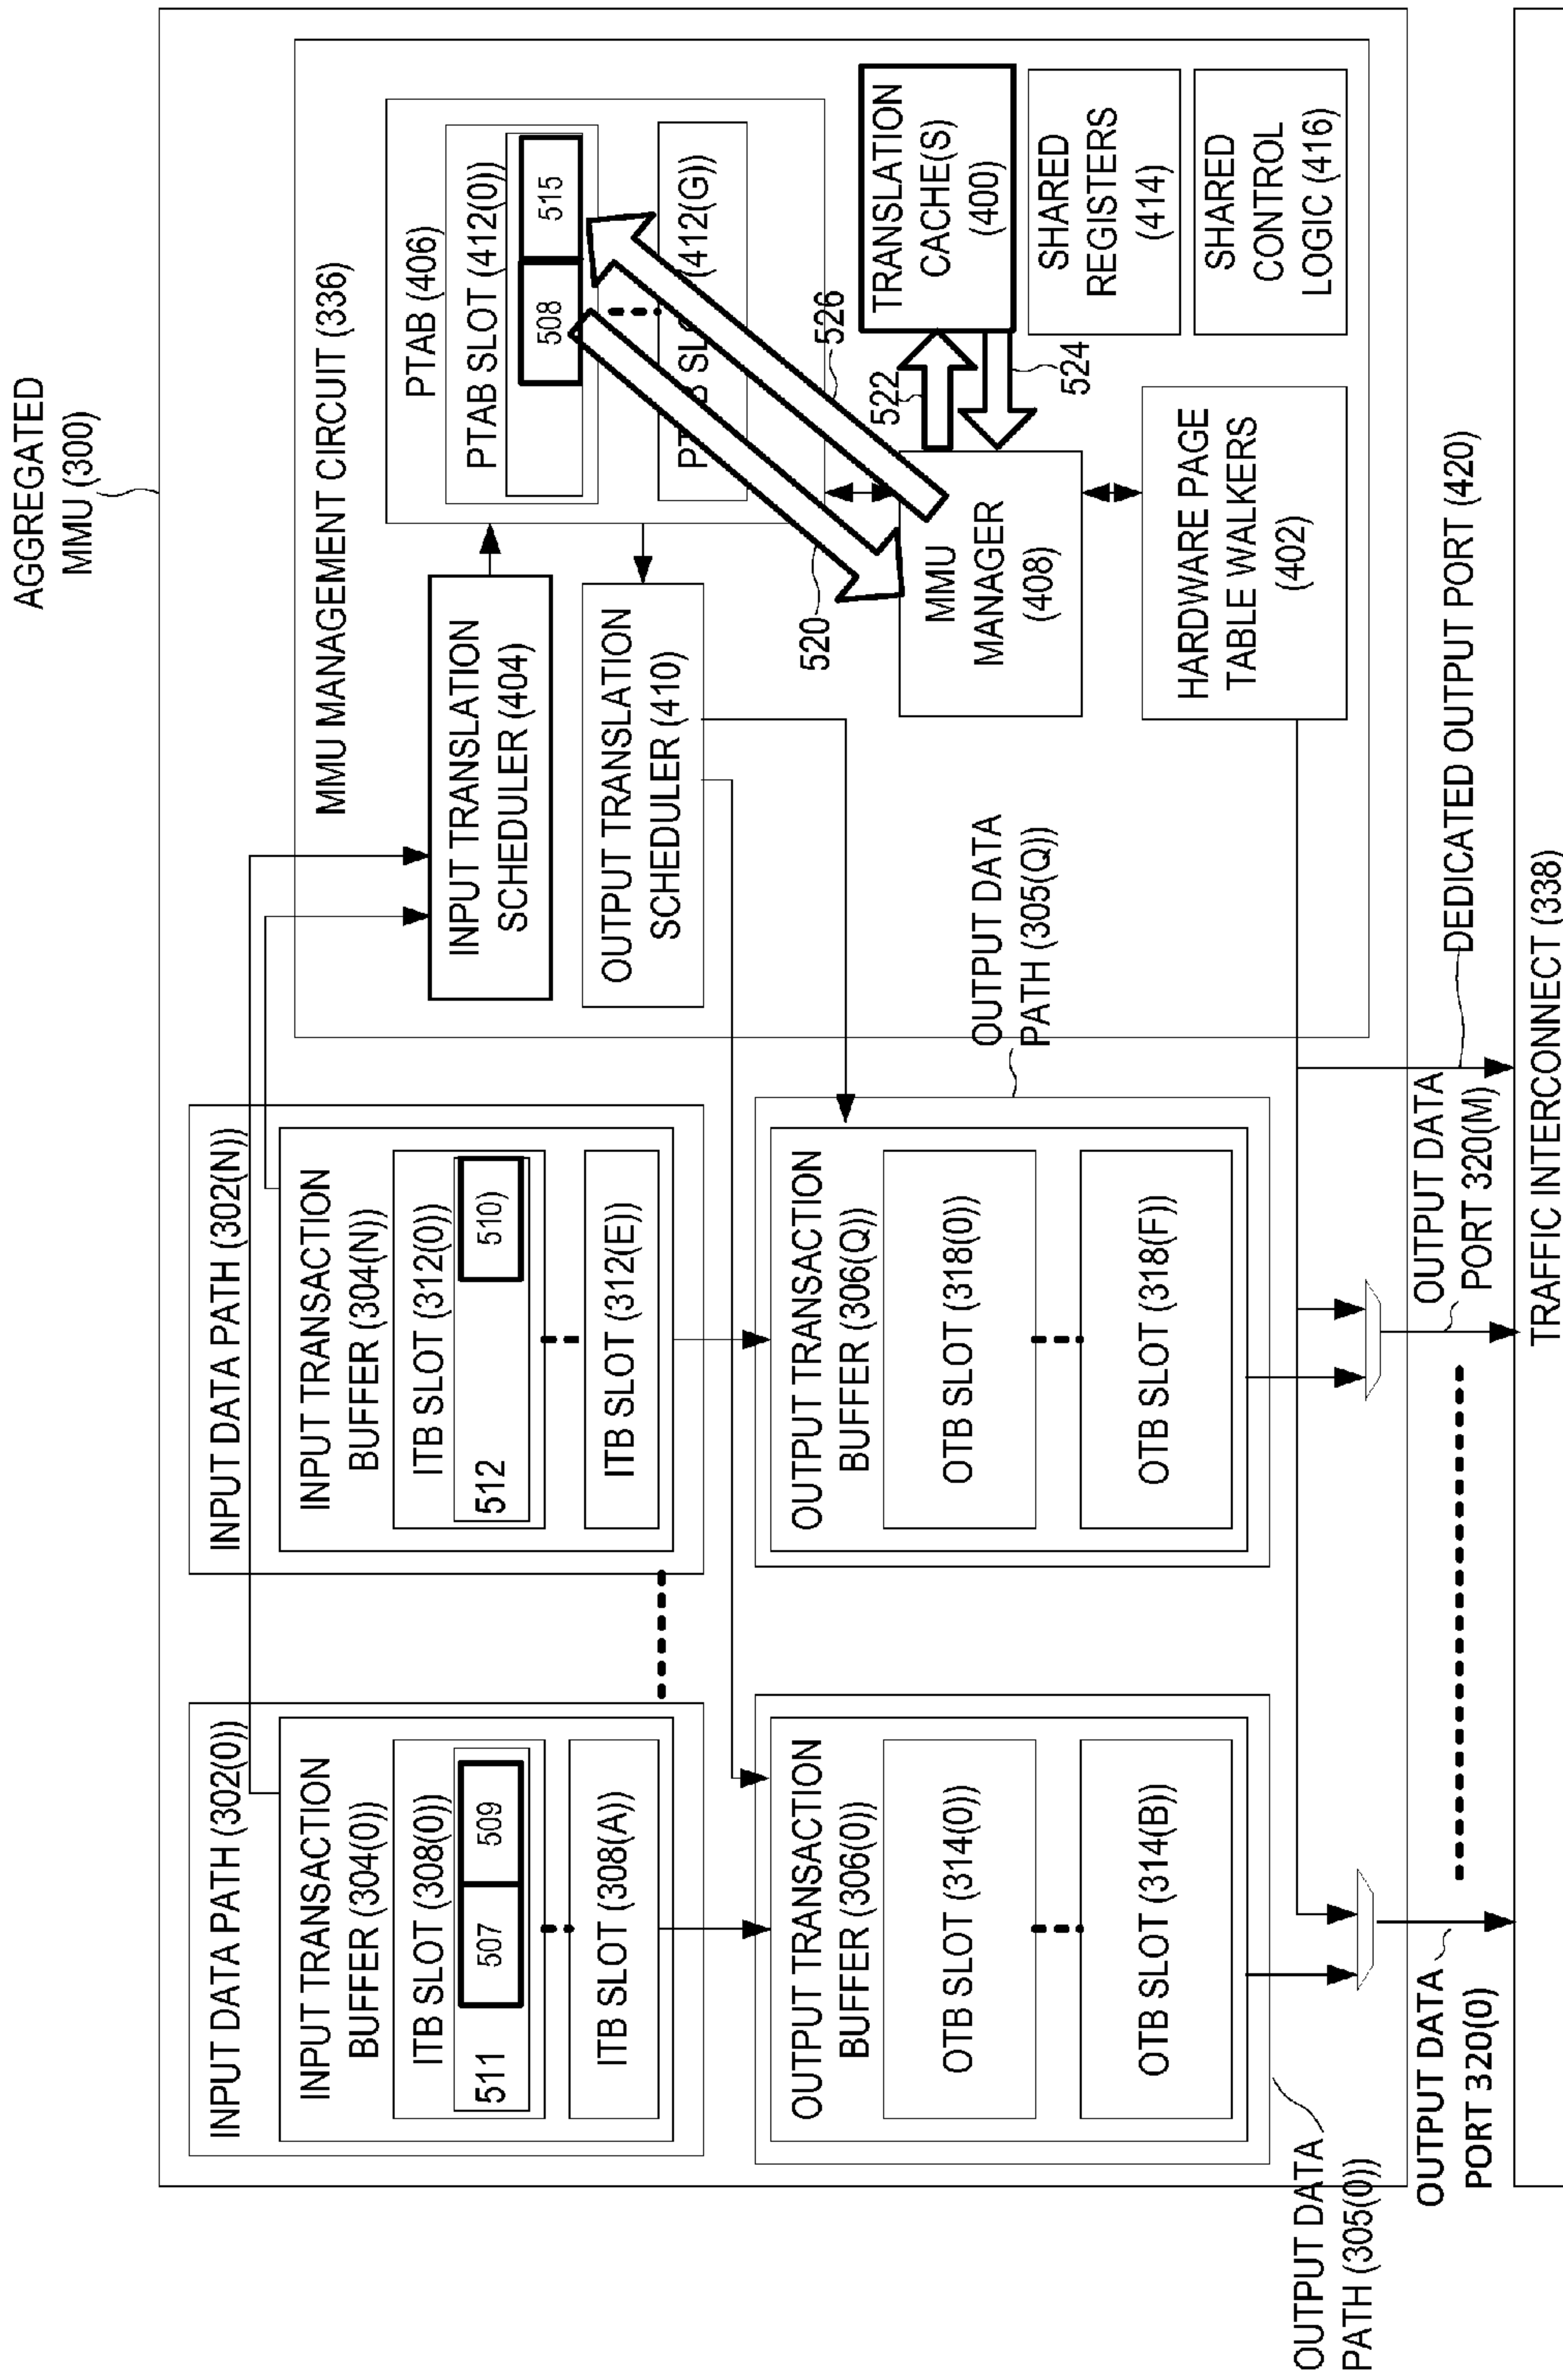 AGGREGATED
MMU (300)
INPUT DATA PATH (302(0))
INPUT TRANSACTION
BUFFER (304(0))
ITB SLOT (308(0))
511
507
509
ITB SLOT (308(A))
INPUT DATA PATH (302(N))
INPUT TRANSACTION
BUFFER (304(N))
ITB SLOT (312(0))
512
510)
ITB SLOT (312(E))
MMU MANAGEMENT CIRCUIT (336)
INPUT TRANSLATION
SCHEDULER (404)
OUTPUT TRANSLATION
SCHEDULER (410)
PTAB (406)
PTAB SLOT (412(0))
508
515
(412(G))
520
526
522
524
MMU
MANAGER
(408)
TRANSLATION
CACHE(S)
(400)
SHARED
REGISTERS
(414)
SHARED
CONTROL
LOGIC (416)
HARDWARE PAGE
TABLE WALKERS
(402)
OUTPUT TRANSACTION
BUFFER (306(0))
OTB SLOT (314(0))
OTB SLOT (314(B))
OUTPUT DATA
PATH (305(Q))
OUTPUT TRANSACTION
BUFFER (306(Q))
OTB SLOT (318(0))
OTB SLOT (318(F))
OUTPUT DATA
PATH (305(0))
OUTPUT DATA
PORT 320(0)
OUTPUT DATA
PORT 320(M)
DEDICATED OUTPUT PORT (420)
TRAFFIC INTERCONNECT (338)